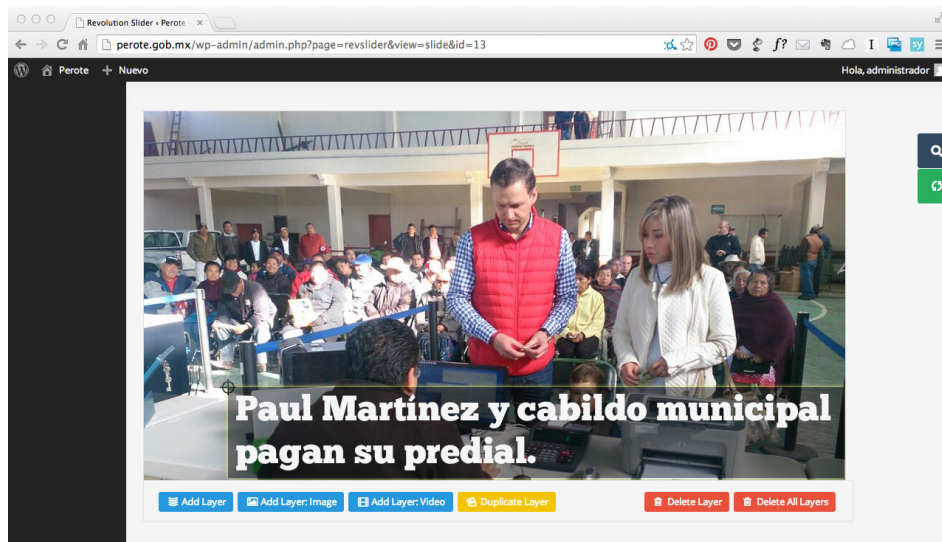 Revolution Slider ‹ Perote –
perote.gob.mx/wp-admin/admin.php?page=revslider&view=slide&id=13
Perote + Nuevo
Hola, administrador
Paul Martinez y cabildo municipal
pagan su predial.
Add Layer Add Layer: Image Add Layer: Video Duplicate Layer Delete Layer Delete All Layers